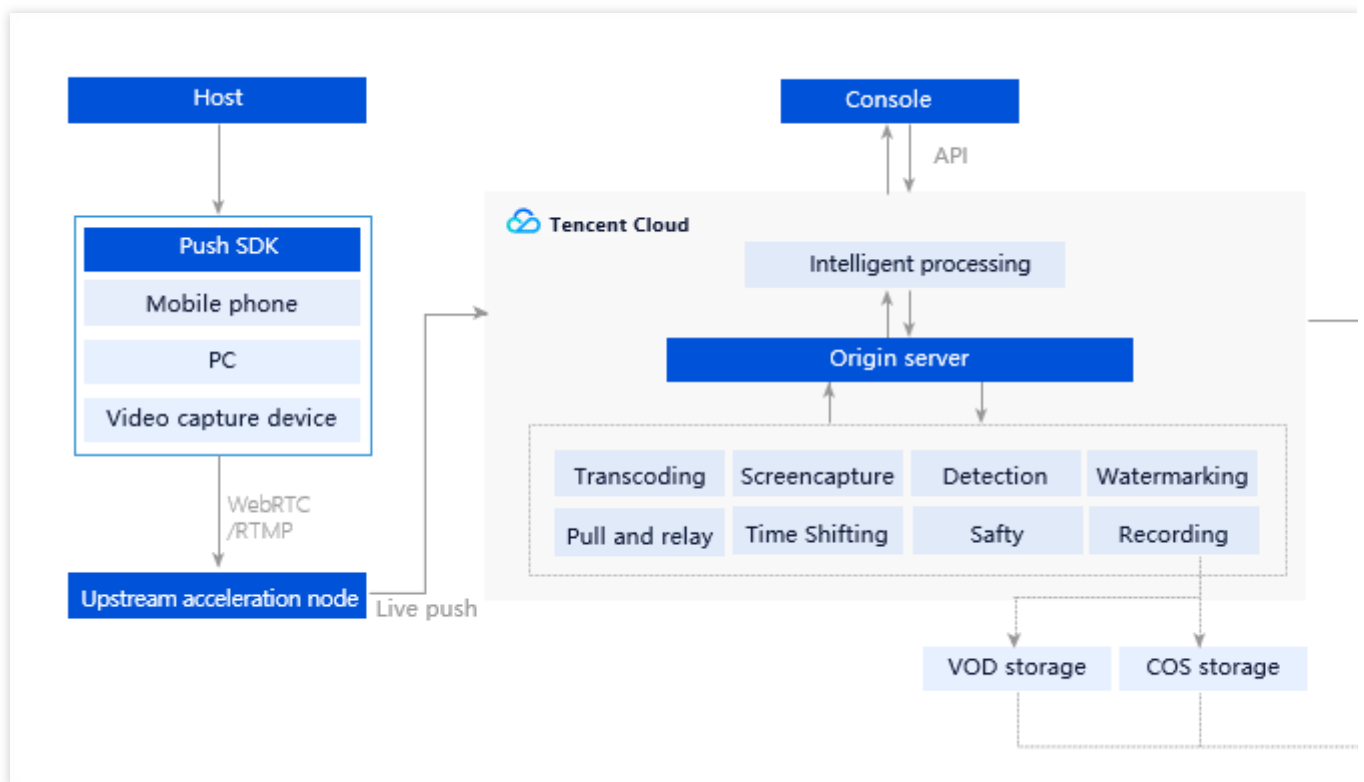 Host
Console
API
Push SDK
Mobile phone
PC
Video capture device
WebRTC
/RTMP
Upstream acceleration node
Live push
Tencent Cloud
Intelligent processing
Origin server
Transcoding
Screencapture
Detection
Watermarking
Pull and relay
Time Shifting
Safty
Recording
VOD storage
COS storage